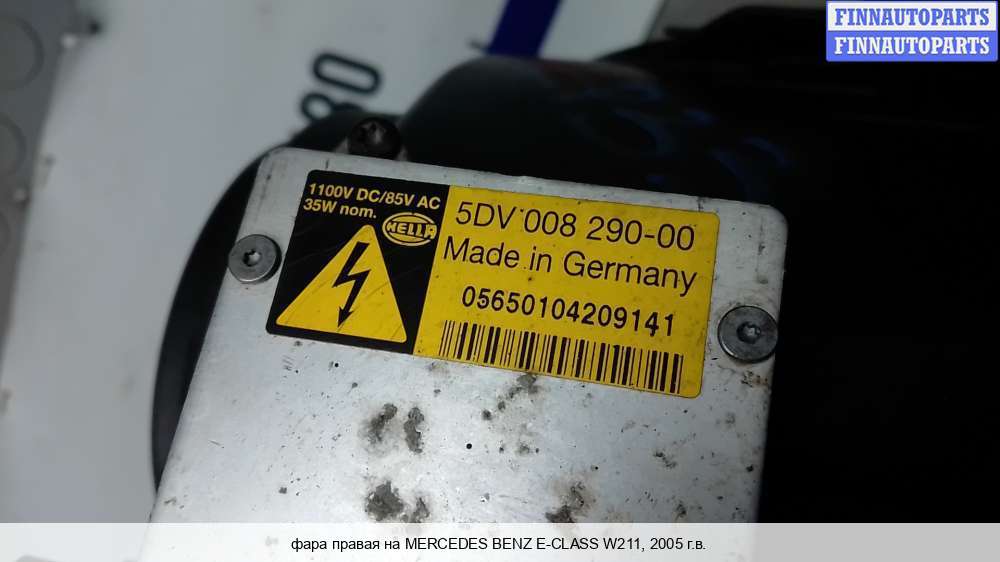 FINNAUTOPARTS
FINNAUTOPARTS
80
1100V DC/85V AC
35W nom.
HELLA
5DV 008 290-00
Made in Germany
05650104209141
фара правая на MERCEDES BENZ E-CLASS W211, 2005 г.в.